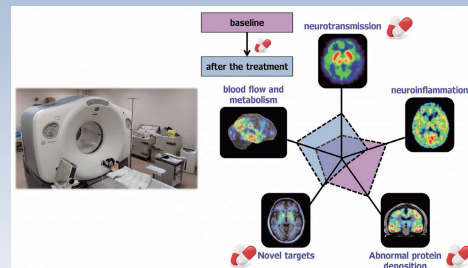 baseline
neurotransmission
after the treatment
blood flow and
metabolism
neuroinflammation
Novel targets
Abnormal protein
deposition